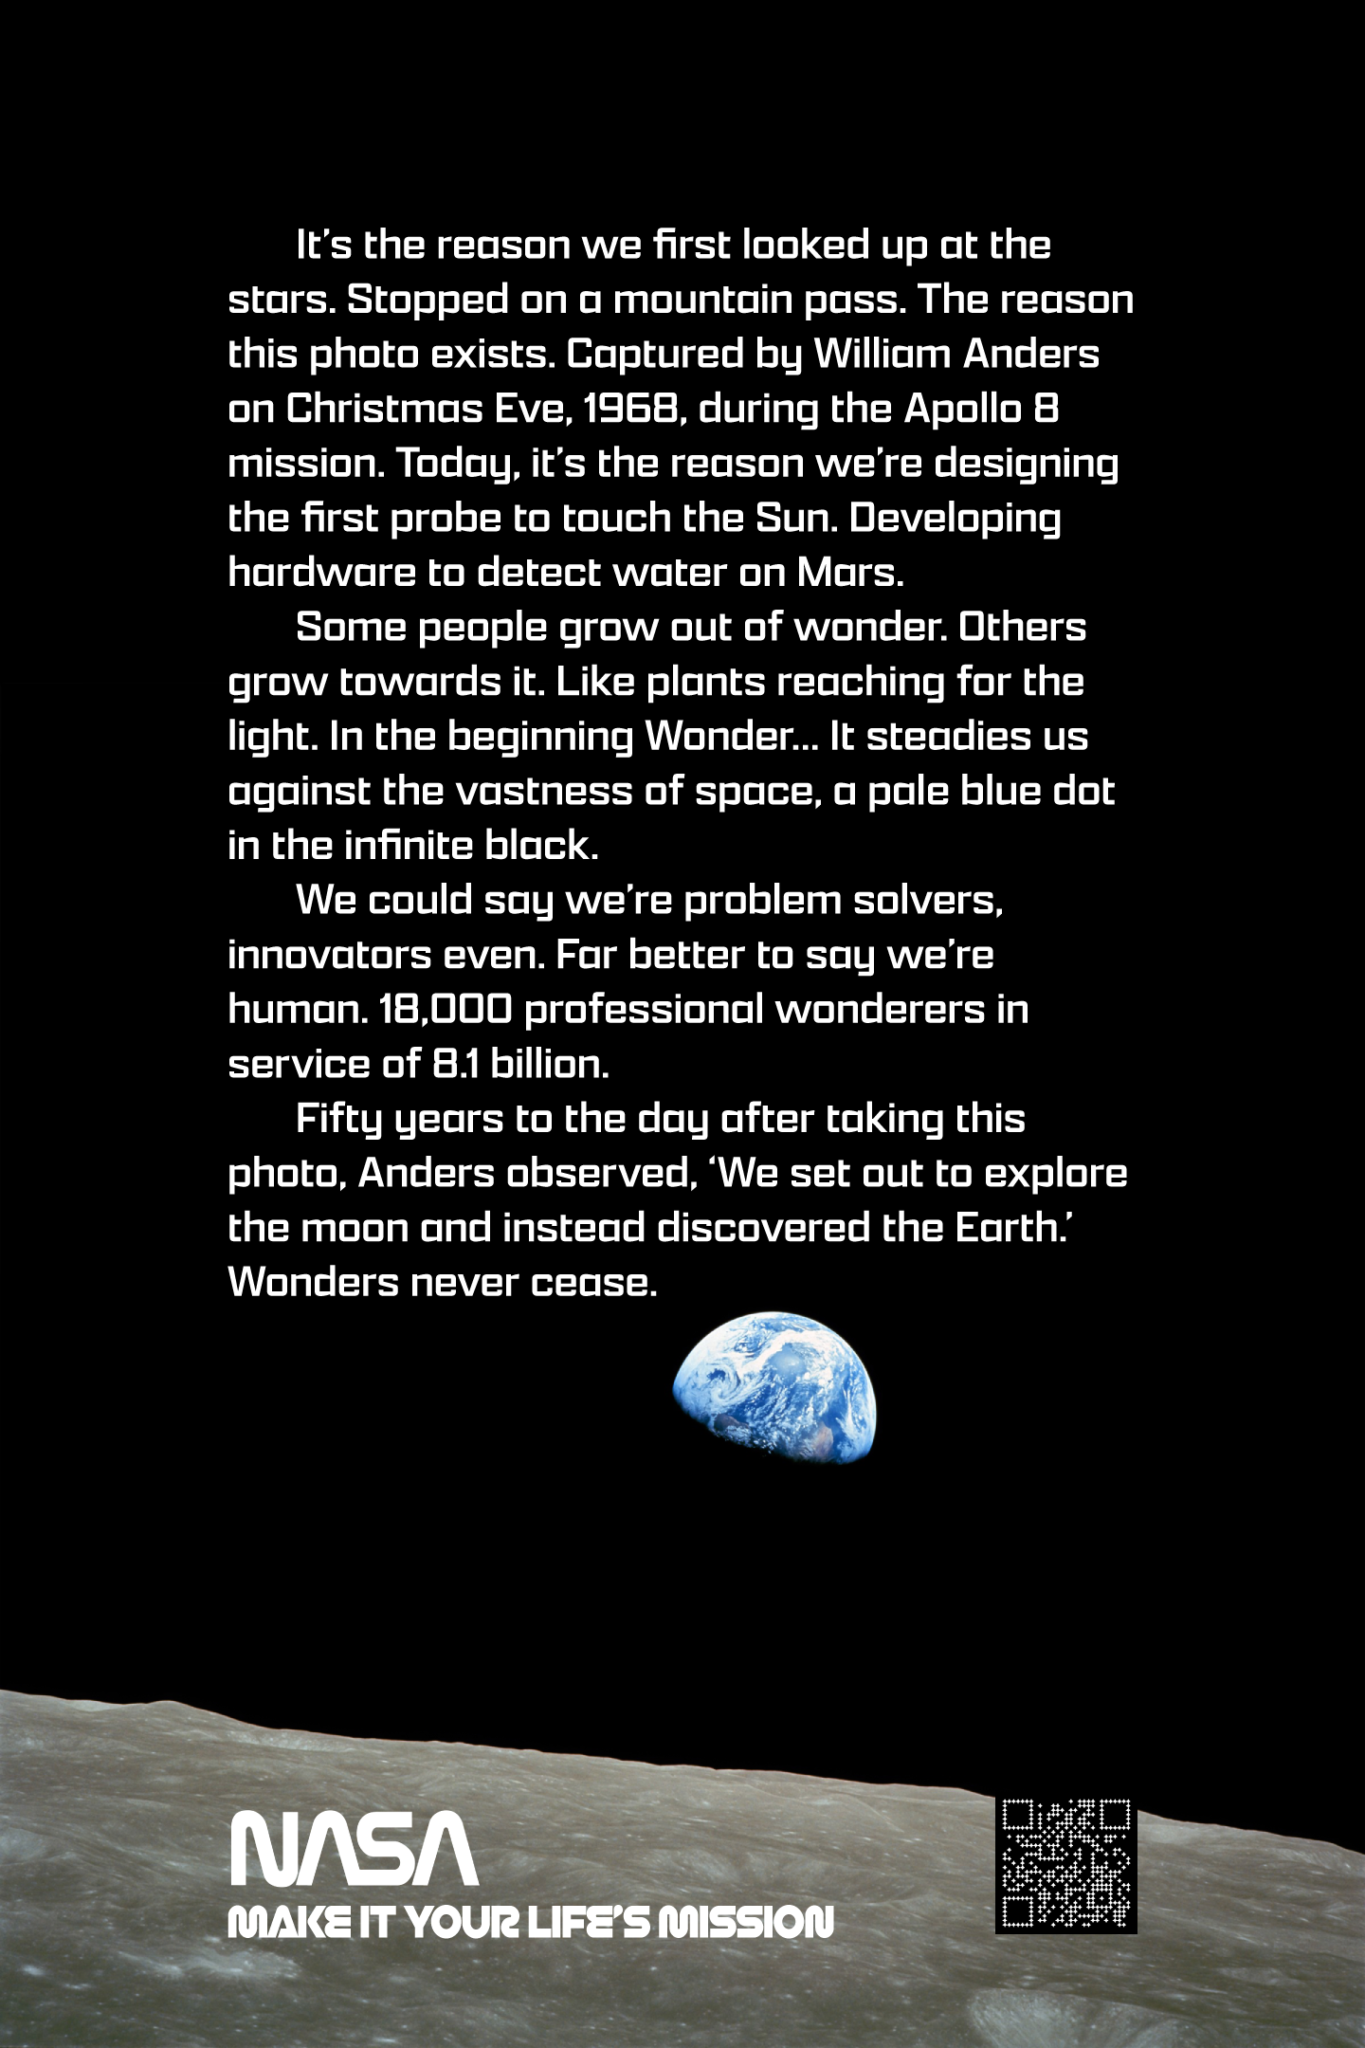 It’s the reason we first looked up at the
stars. Stopped on a mountain pass. The reason
this photo exists. Captured by William Anders
on Christmas Eve, 1968, during the Apollo 8
mission. Today, it’s the reason we’re designing
the first probe to touch the Sun. Developing
hardware to detect water on Mars.
Some people grow out of wonder. Others
grow towards it. Like plants reaching for the
light. In the beginning Wonder... It steadies us
against the vastness of space, a pale blue dot
in the infinite black.
We could say we’re problem solvers,
innovators even. Far better to say we’re
human. 18,000 professional wonderers in
service of 8.1 billion.
Fifty years to the day after taking this
photo, Anders observed, ‘We set out to explore
the moon and instead discovered the Earth.’
Wonders never cease.
NASA
MAKE IT YOUR LIFE’S MISSION